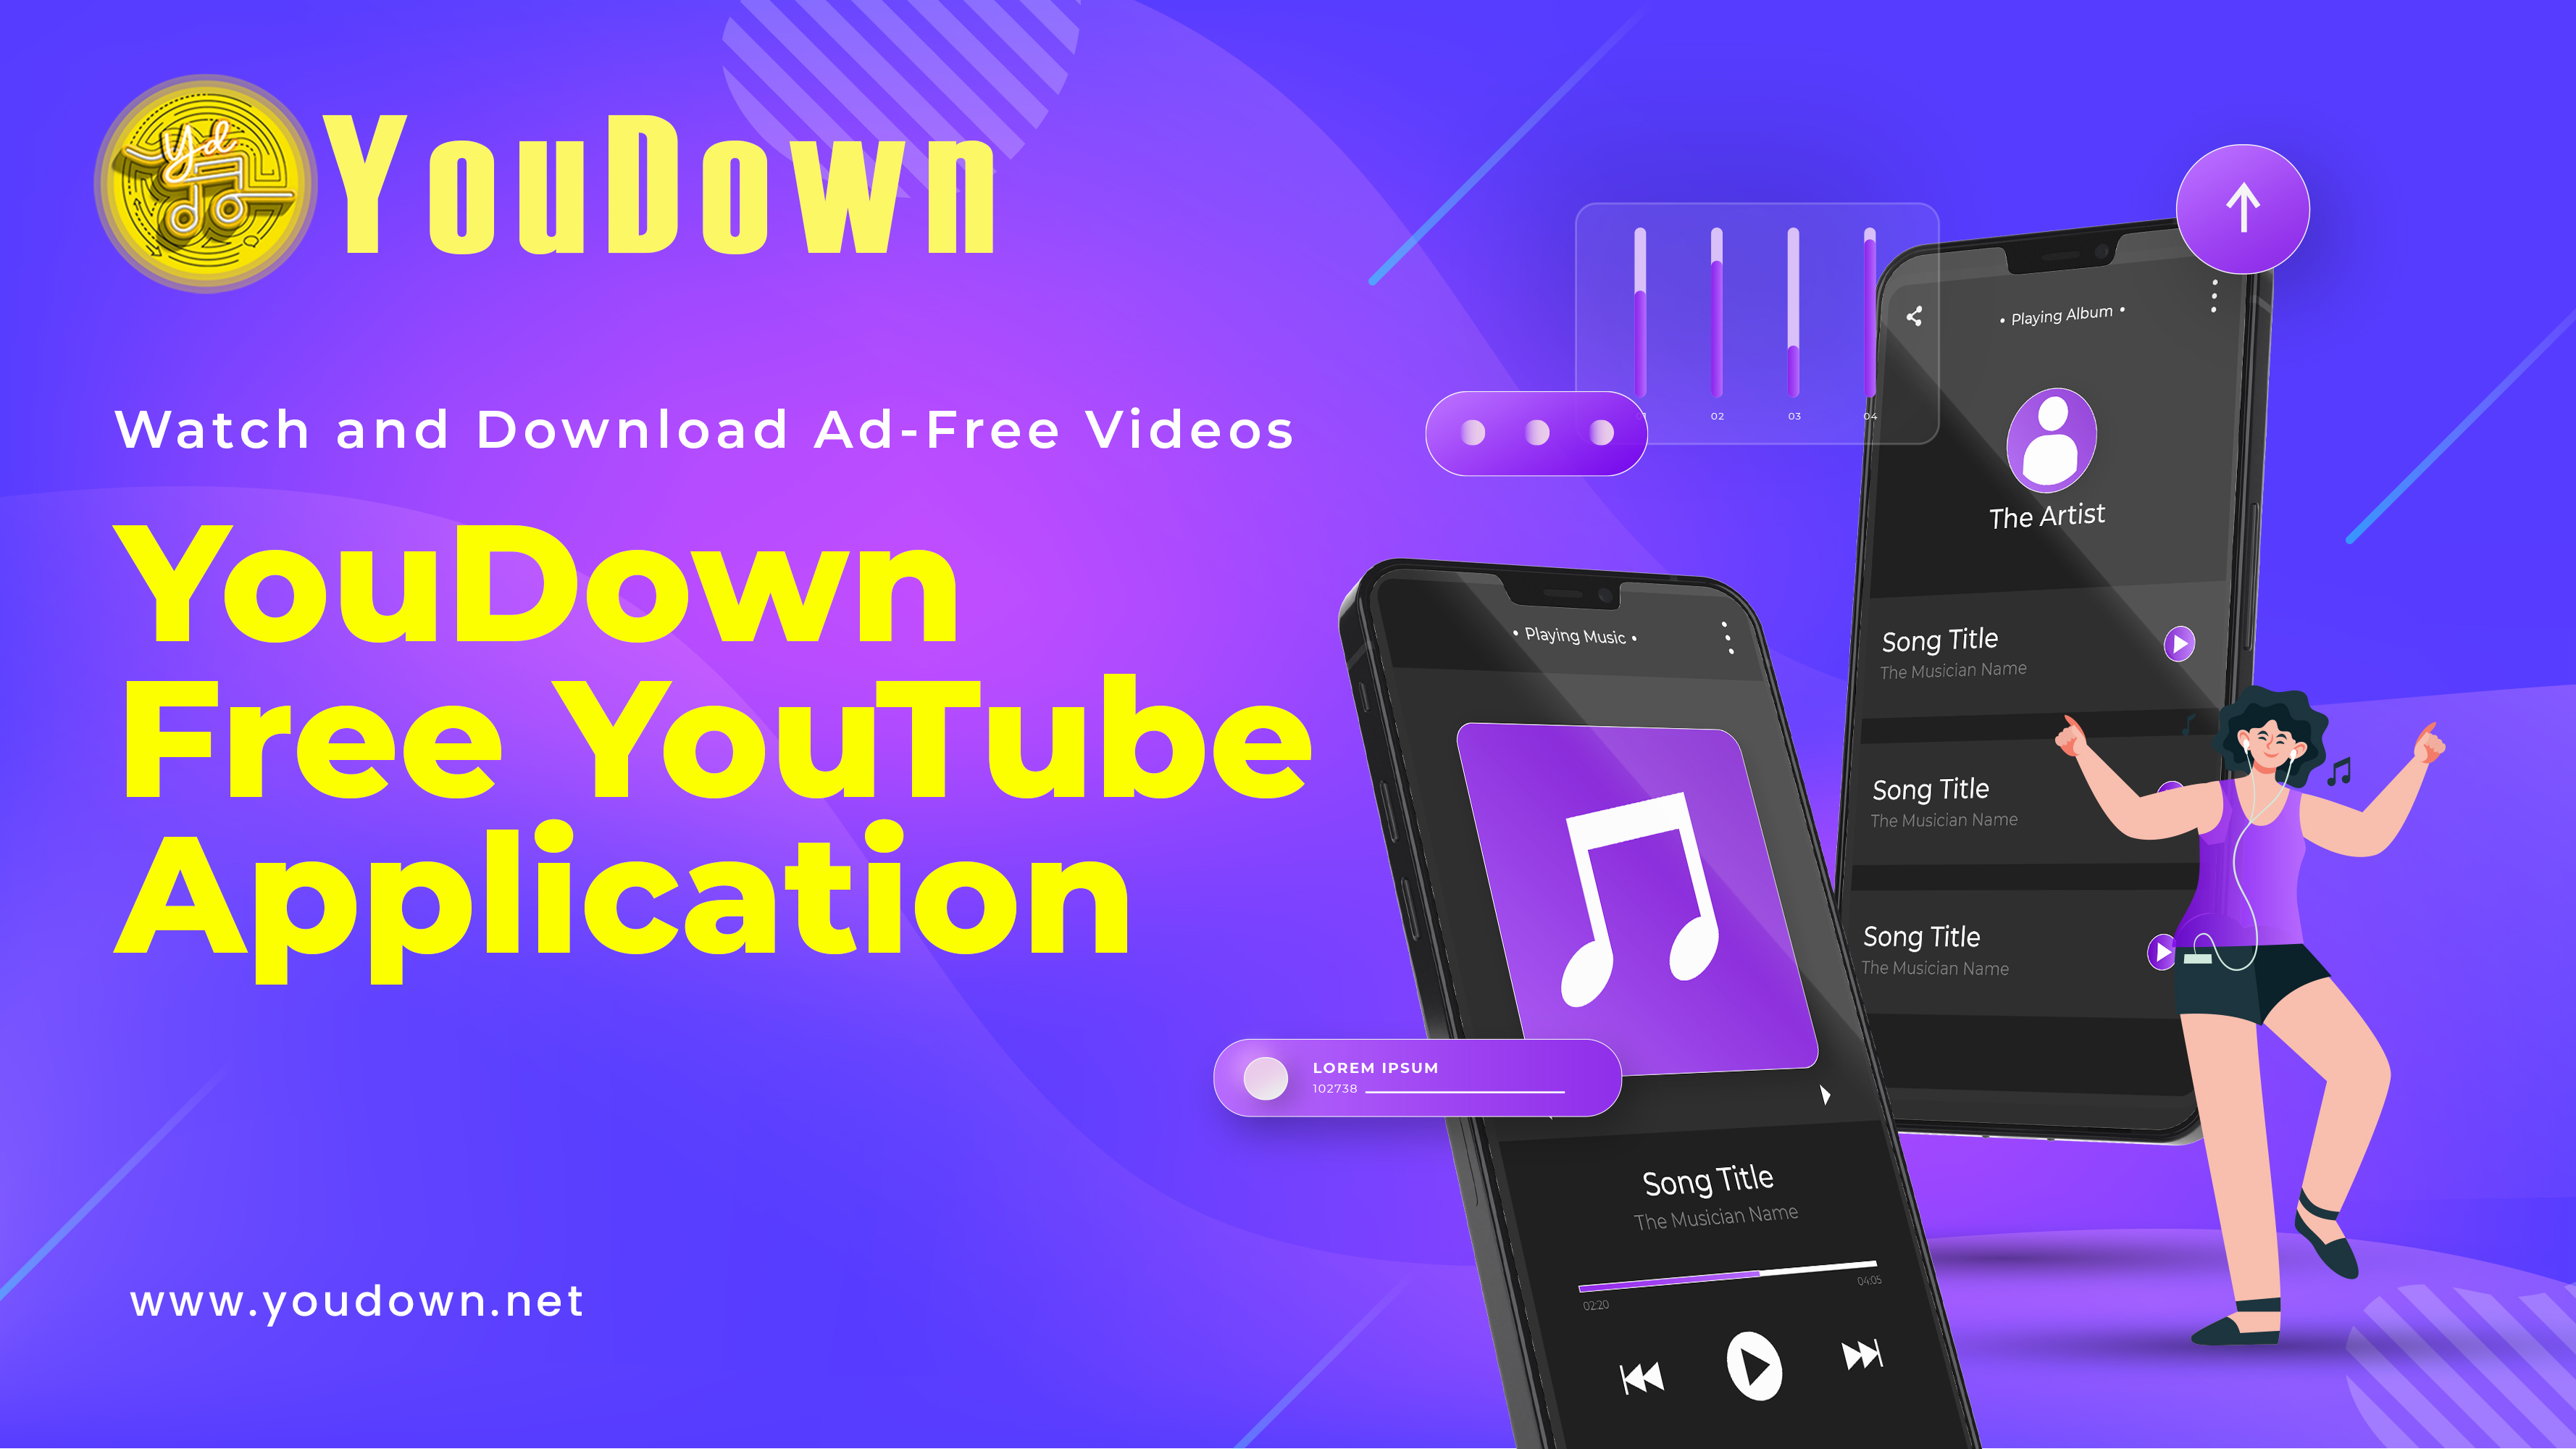 yd
YouDown
Watch and Download Ad-Free Videos
YouDown
Free YouTube
Application
www.youdown.net
02
03
04
• Playing Album •
The Artist
Song Title
The Musician Name
Song Title
The Musician Name
Song Title
The Musician Name
• Playing Music •
LOREM IPSUM
102738
Song Title
The Musician Name
02:20
04:05